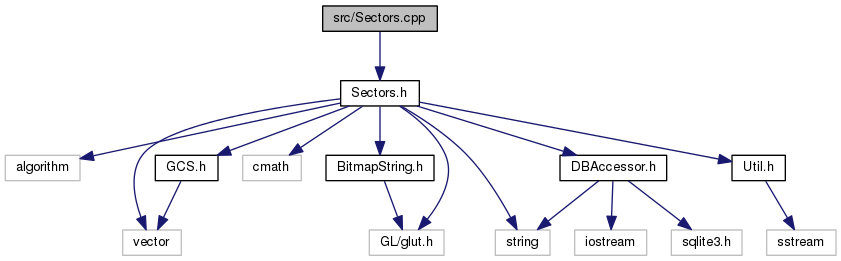 src/Sectors.cpp
Sectors.h
algorithm
GCS.h
cmath
BitmapString.h
DBAccessor.h
Util.h
vector
GL/glut.h
string
iostream
sqlite3.h
sstream